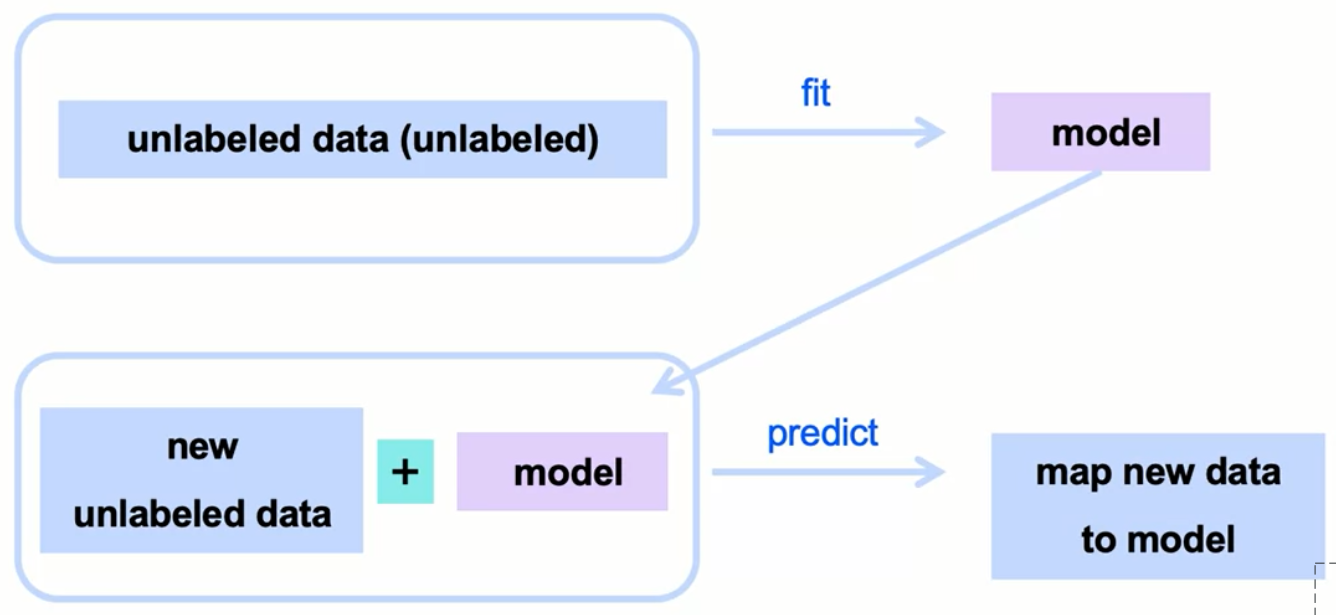 fit
unlabeled data (unlabeled)
model
new
unlabeled data
+
model
predict
map new data
to model